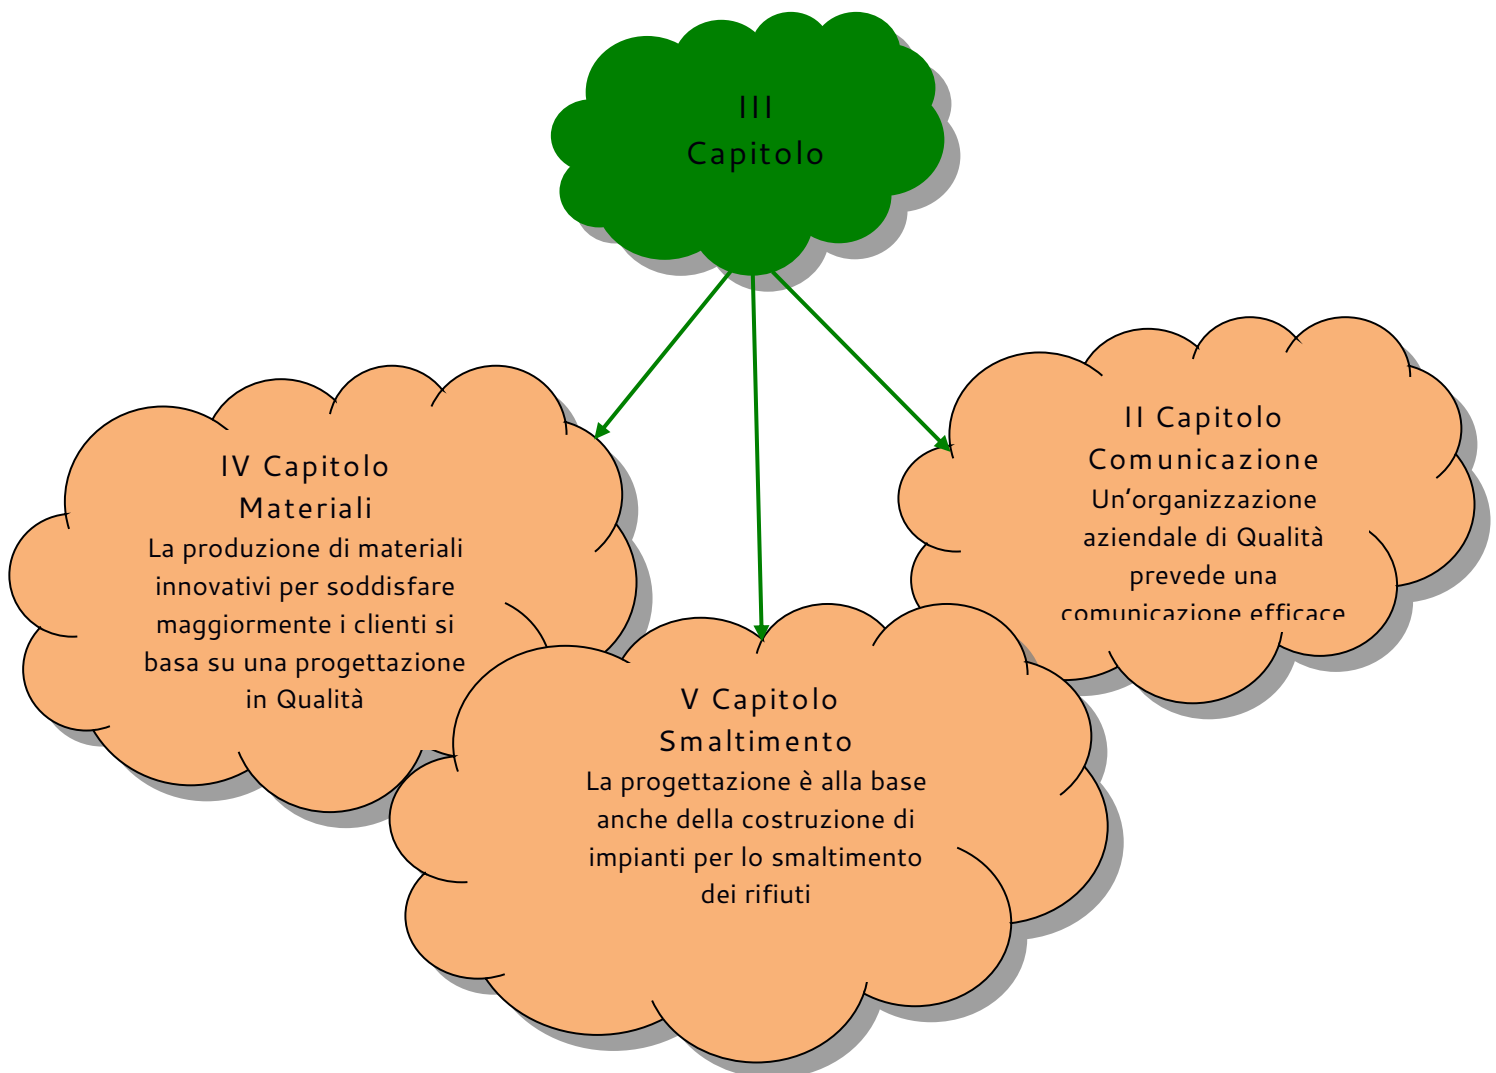 III
Capitolo
II Capitolo
Comunicazione
Un’organizzazione
aziendale di Qualità
prevede una
comunicazione efficace
IV Capitolo
Materiali
La produzione di materiali
innovativi per soddisfare
maggiormente i clienti si
basa su una progettazione
in Qualità
V Capitolo
Smaltimento
La progettazione è alla base
anche della costruzione di
impianti per lo smaltimento
dei rifiuti